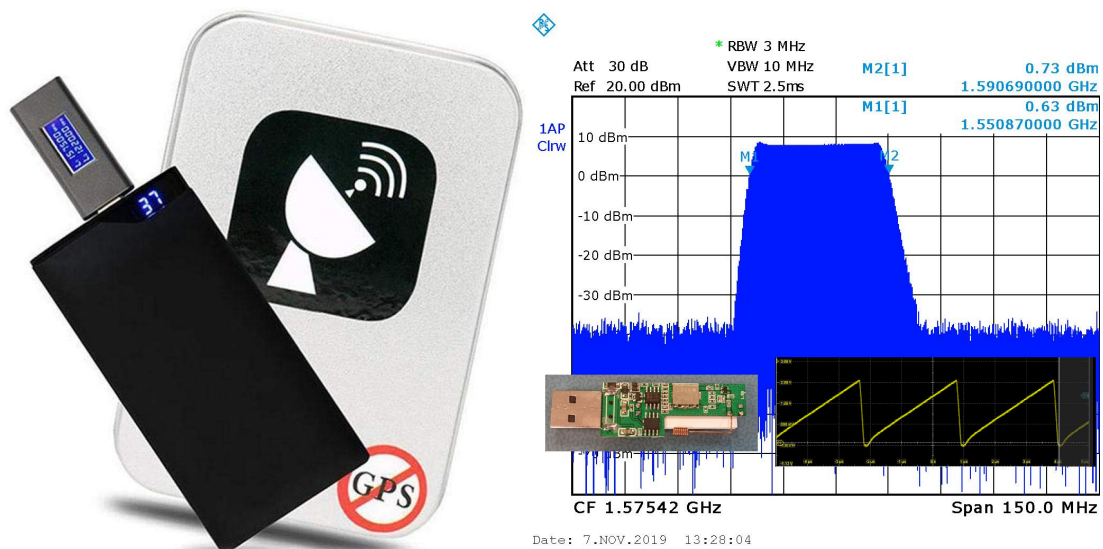 37
GPS
* RBW 3 MHz
Att 30 dB VBW 10 MHz M2[1] 0.73 dBm
Ref 20.00 dBm SWT 2.5ms 1.590690000 GHz
M1[1] 0.63 dBm
1.550870000 GHz
1AP
Clrw
10 dBm
M1 M2
0 dBm
-10 dBm
-20 dBm
-30 dBm
CF 1.57542 GHz Span 150.0 MHz
Date: 7.NOV.2019 13:28:04